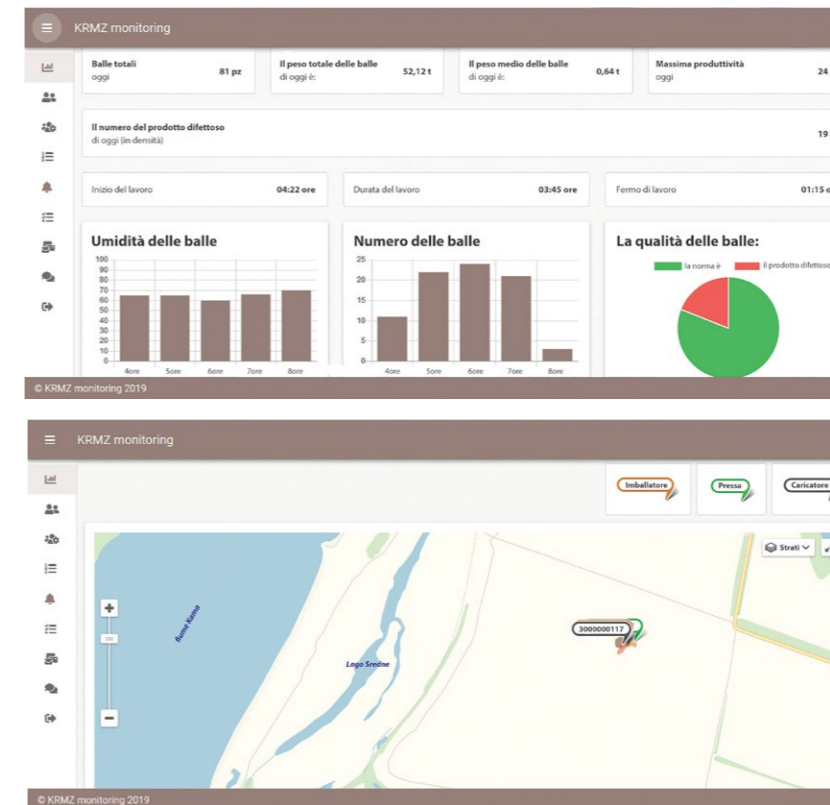 KRMZ monitoring
Balle totali
oggi
81 pz
Il peso totale delle balle
di oggi è:
52,12 t
Il peso medio delle balle
di oggi è:
0,64 t
Massima produttività
oggi
24
Il numero del prodotto difettoso
di oggi (in densità)
19
Inizio del lavoro
04:22 ore
Durata del lavoro
03:45 ore
Fermo di lavoro
01:15 o
Umidità delle balle
100
90
80
70
60
50
40
30
20
10
0
4ore 5ore 6ore 7ore 8ore
Numero delle balle
25
20
15
10
5
0
4ore 5ore 6ore 7ore 8ore
La qualità delle balle:
la norma è
il prodotto difettoso
© KRMZ monitoring 2019
KRMZ monitoring
Imballatore
Pressa
Caricatore
Strati
fiume Kama
Lago Sredne
3000000117
© KRMZ monitoring 2019